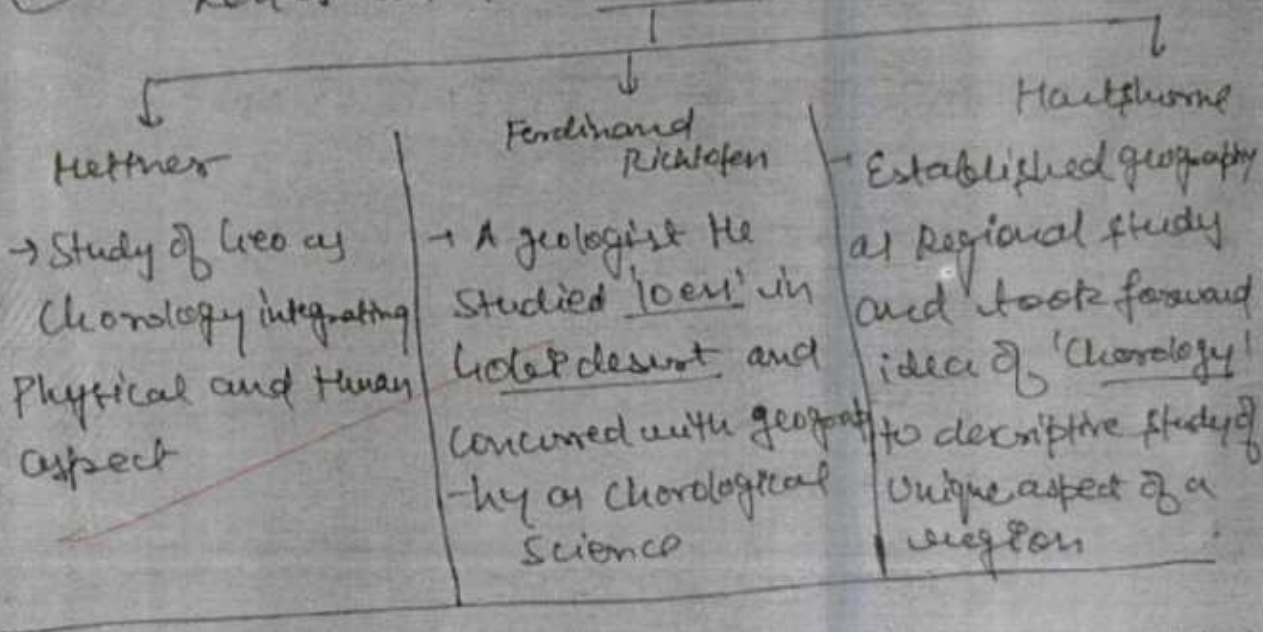 Hettner
→ Study of Geo as
Chorology integrating
Physical and Human
aspect
Ferdinand
Richtofen
→ A geologist He
studied 'loess' in
Gobi desert and
concurred with geograp
-hy as chorological
science
Hartshorne
→ Established geography
as Regional study
and took forward
idea of 'Chorology'
to descriptive study of
unique aspect of a
region